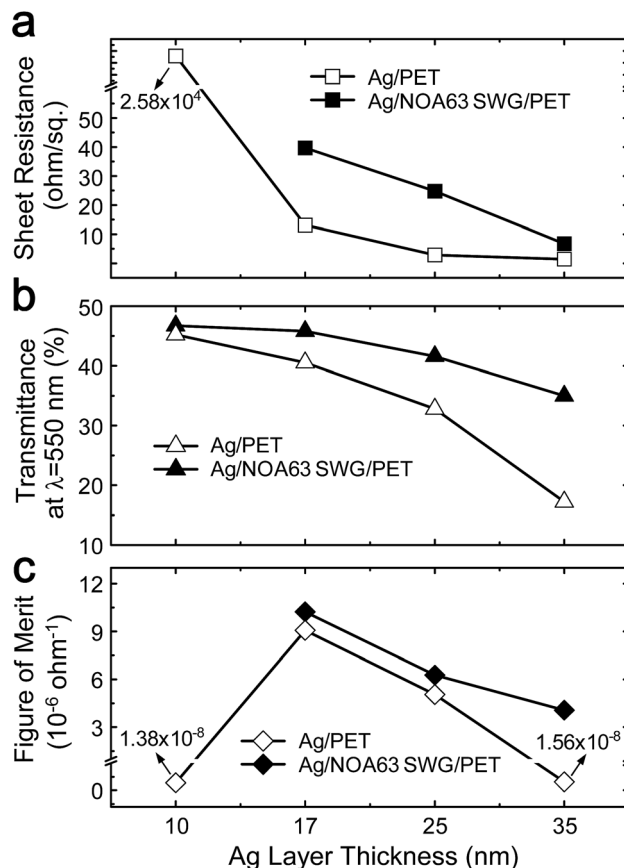 a
Sheet Resistance
(ohm/sq.)
50
40
30
20
10
2.58x10⁴
Ag/PET
Ag/NOA63 SWG/PET
b
Transmittance
at λ=550 nm (%)
50
40
30
20
10
Ag/PET
Ag/NOA63 SWG/PET
c
Figure of Merit
(10⁻⁶ ohm⁻¹)
12
9
6
3
0
1.38x10⁻⁸
Ag/PET
Ag/NOA63 SWG/PET
1.56x10⁻⁸
10 17 25 35
Ag Layer Thickness (nm)